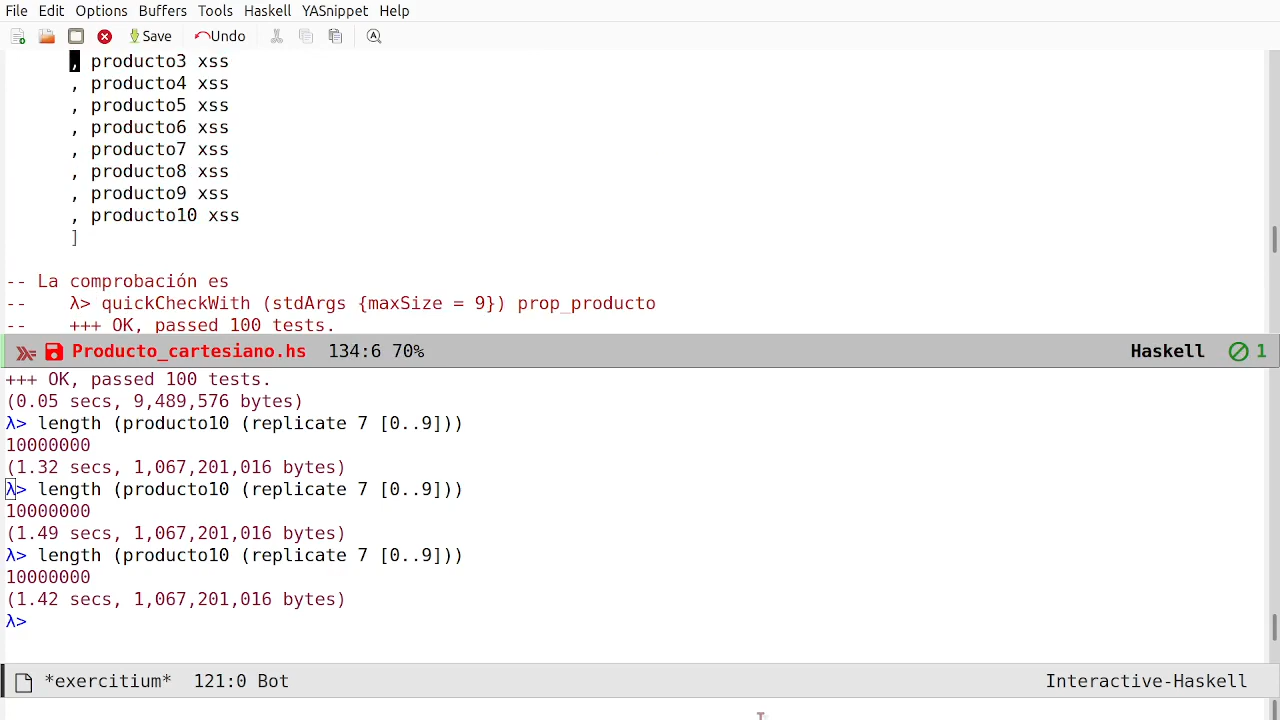 File Edit Options Buffers Tools Haskell YASnippet Help
Save Undo
, producto3 xss
, producto4 xss
, producto5 xss
, producto6 xss
, producto7 xss
, producto8 xss
, producto9 xss
, producto10 xss
]
-- La comprobación es
--    λ> quickCheckWith (stdArgs {maxSize = 9}) prop_producto
--    +++ OK, passed 100 tests.
Producto_cartesiano.hs 134:6 70% Haskell 1
+++ OK, passed 100 tests.
(0.05 secs, 9,489,576 bytes)
λ> length (producto10 (replicate 7 [0..9]))
10000000
(1.32 secs, 1,067,201,016 bytes)
λ> length (producto10 (replicate 7 [0..9]))
10000000
(1.49 secs, 1,067,201,016 bytes)
λ> length (producto10 (replicate 7 [0..9]))
10000000
(1.42 secs, 1,067,201,016 bytes)
λ>
*exercitium* 121:0 Bot Interactive-Haskell